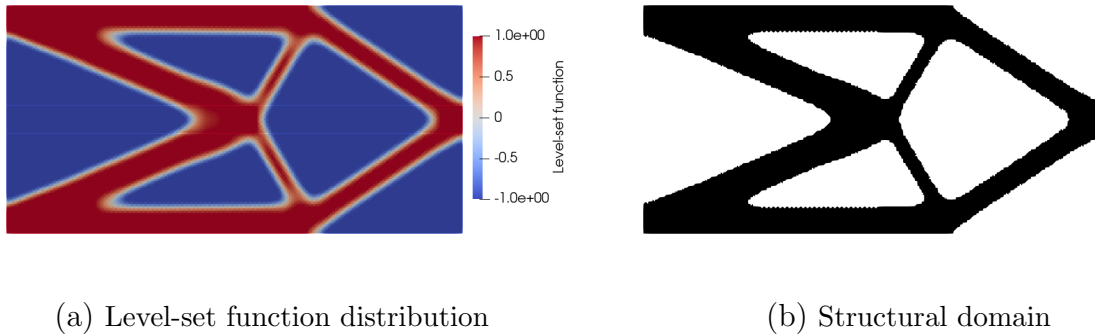 1.0e+00
0.5
0
-0.5
-1.0e+00
Level-set function
(a) Level-set function distribution
(b) Structural domain